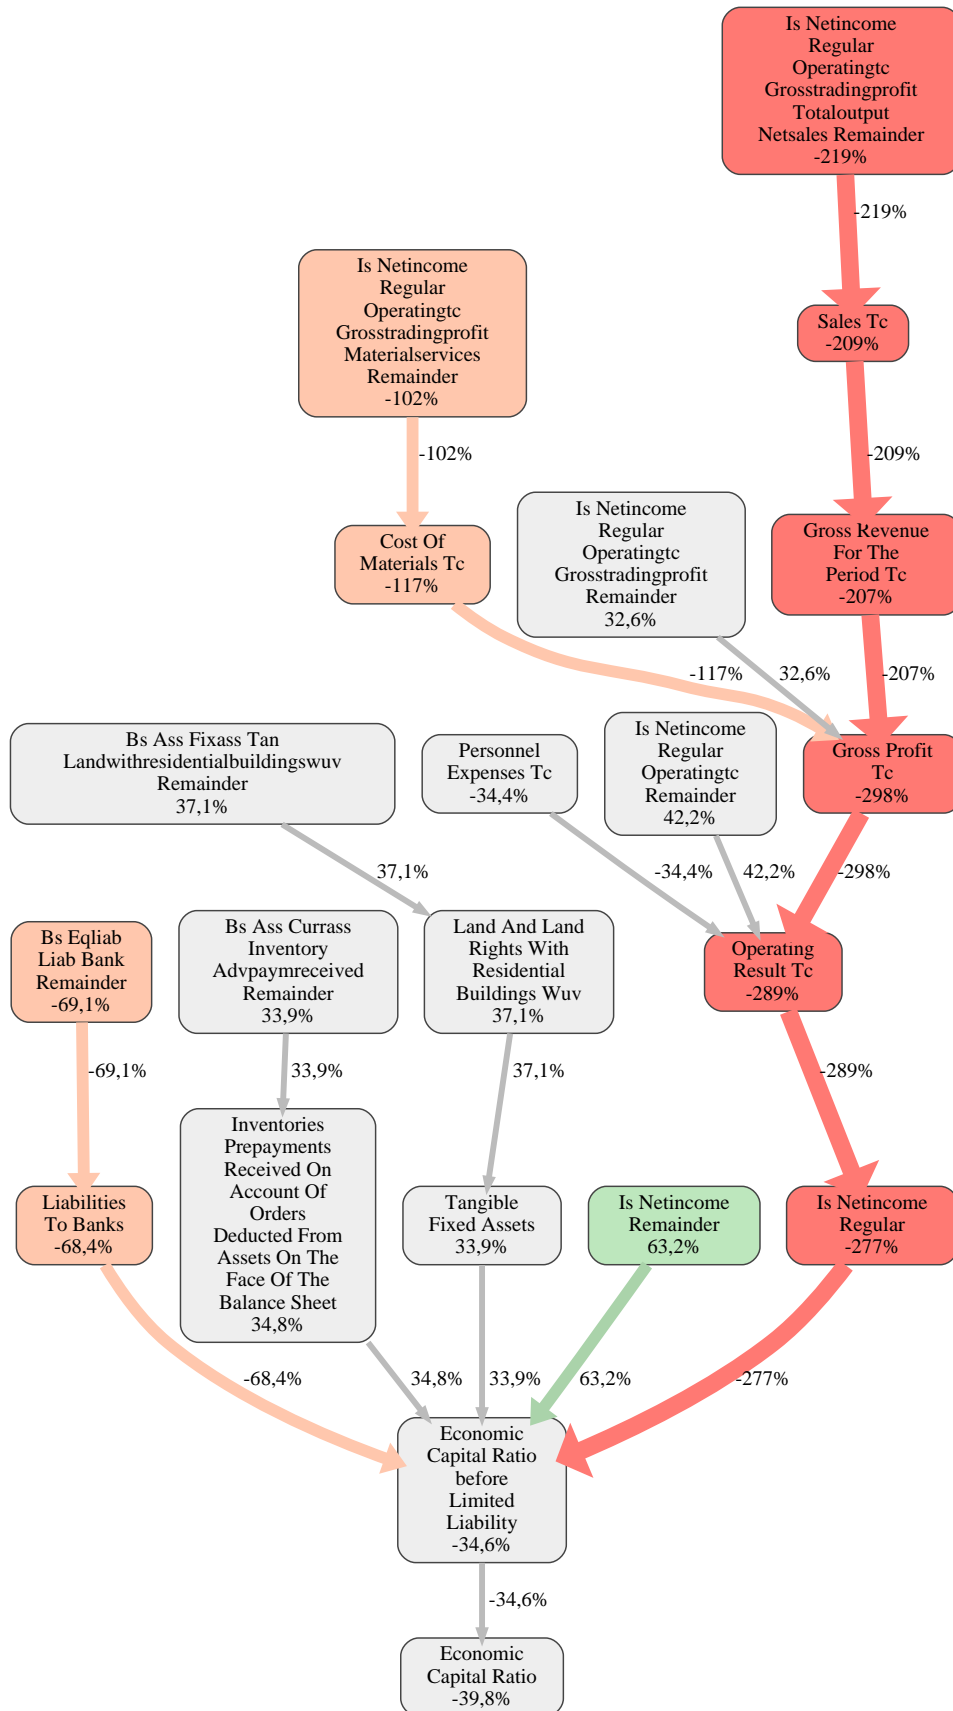 Is Netincome
Regular
Operatingtc
Grosstradingprofit
Totaloutput
Netsales Remainder
-219%
-219%
Is Netincome
Regular
Operatingtc
Grosstradingprofit
Materialservices
Remainder
-102%
Sales Tc
-209%
-102%
-209%
Is Netincome
Regular
Operatingtc
Grosstradingprofit
Remainder
32,6%
Cost Of
Materials Tc
-117%
Gross Revenue
For The
Period Tc
-207%
-117%
32,6%
-207%
Bs Ass Fixass Tan
Landwithresidentialbuildingswuv
Remainder
37,1%
Personnel
Expenses Tc
-34,4%
Is Netincome
Regular
Operatingtc
Remainder
42,2%
Gross Profit
Tc
-298%
37,1%
-34,4%
42,2%
-298%
Bs Eqliab
Liab Bank
Remainder
-69,1%
Bs Ass Currass
Inventory
Advpaymreceived
Remainder
33,9%
Land And Land
Rights With
Residential
Buildings Wuv
37,1%
Operating
Result Tc
-289%
-69,1%
33,9%
37,1%
-289%
Inventories
Prepayments
Received On
Account Of
Orders
Deducted From
Assets On The
Face Of The
Balance Sheet
34,8%
Liabilities
To Banks
-68,4%
Tangible
Fixed Assets
33,9%
Is Netincome
Remainder
63,2%
Is Netincome
Regular
-277%
-68,4%
34,8%
33,9%
63,2%
-277%
Economic
Capital Ratio
before
Limited
Liability
-34,6%
-34,6%
Economic
Capital Ratio
-39,8%